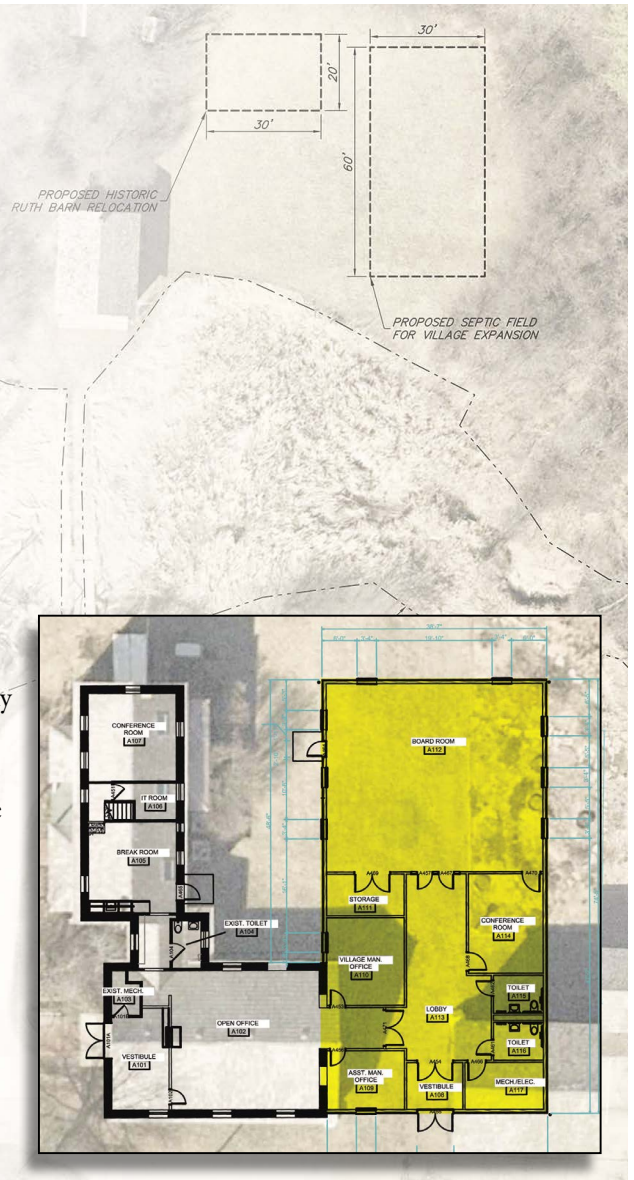 30'
20'
30'
30'
60'
PROPOSED HISTORIC
RUTH BARN RELOCATION
PROPOSED SEPTIC FIELD
FOR VILLAGE EXPANSION
y
CONFERENCE
ROOM
A107
IT ROOM
A106
BREAK ROOM
A105
EXIST. TOILET
A104
EXIST. MECH.
A103
OPEN OFFICE
A102
VESTIBULE
A101
A101A
BOARD ROOM
A112
STORAGE
A111
CONFERENCE
ROOM
A114
VILLAGE MAN.
OFFICE
A110
LOBBY
A113
TOILET
A115
TOILET
A116
ASST. MAN.
OFFICE
A109
VESTIBULE
A108
MECH./ELEC.
A117